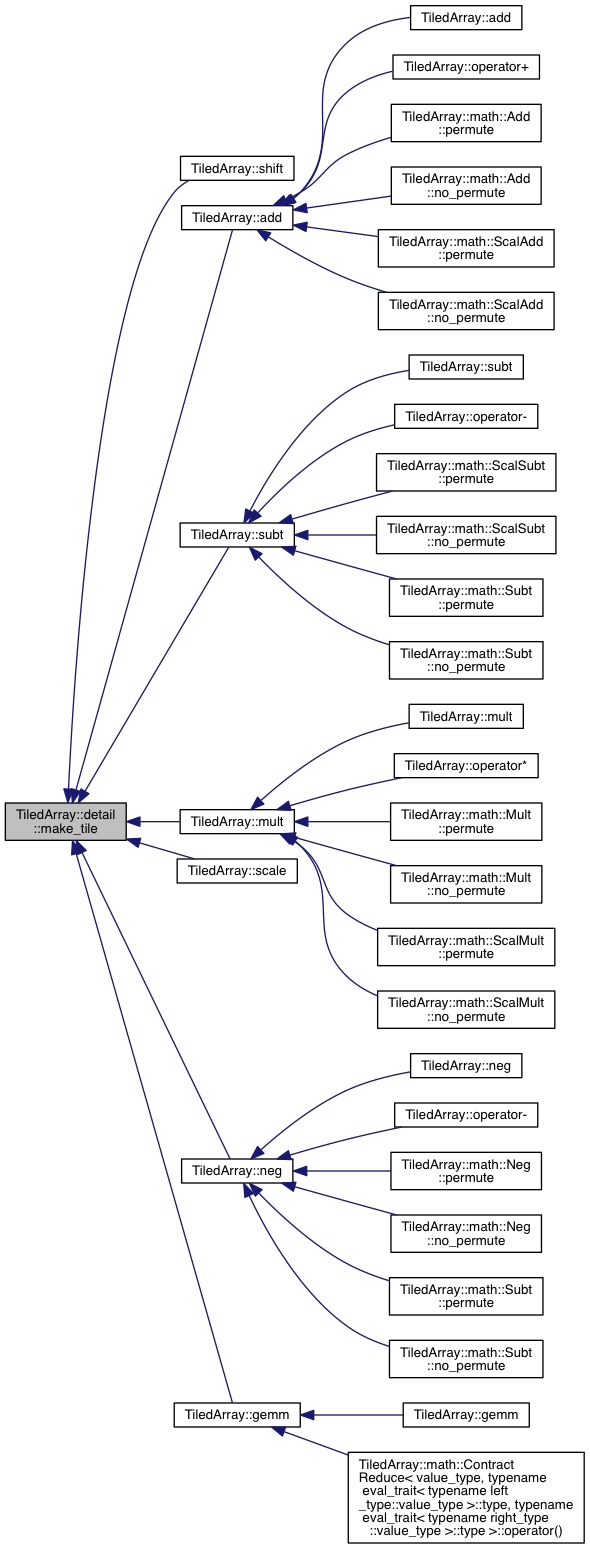 TiledArray::add
TiledArray::operator+
TiledArray::math::Add
::permute
TiledArray::shift
TiledArray::math::Add
::no_permute
TiledArray::add
TiledArray::math::ScalAdd
::permute
TiledArray::math::ScalAdd
::no_permute
TiledArray::subt
TiledArray::operator-
TiledArray::math::ScalSubt
::permute
TiledArray::subt
TiledArray::math::ScalSubt
::no_permute
TiledArray::math::Subt
::permute
TiledArray::math::Subt
::no_permute
TiledArray::mult
TiledArray::operator*
TiledArray::detail
::make_tile
TiledArray::mult
TiledArray::math::Mult
::permute
TiledArray::scale
TiledArray::math::Mult
::no_permute
TiledArray::math::ScalMult
::permute
TiledArray::math::ScalMult
::no_permute
TiledArray::neg
TiledArray::operator-
TiledArray::neg
TiledArray::math::Neg
::permute
TiledArray::math::Neg
::no_permute
TiledArray::math::Subt
::permute
TiledArray::math::Subt
::no_permute
TiledArray::gemm
TiledArray::gemm
TiledArray::math::Contract
Reduce< value_type, typename
eval_trait< typename left
_type::value_type >::type, typename
eval_trait< typename right_type
::value_type >::type >::operator()